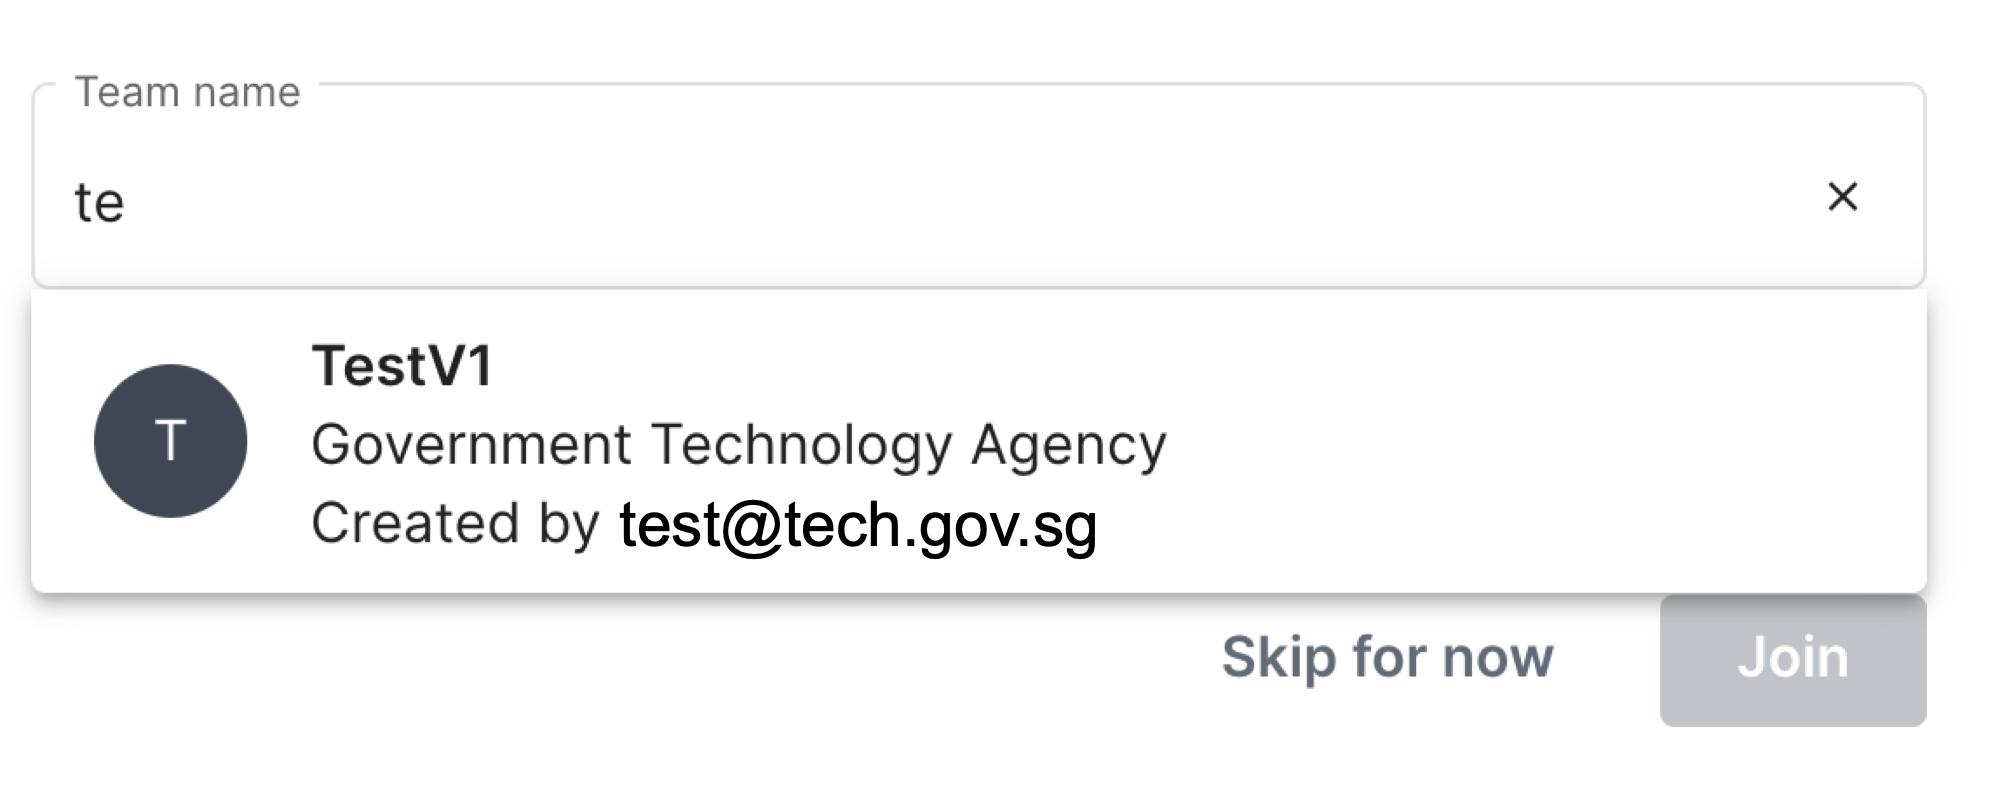 Team name
te
T
TestV1
Government Technology Agency
Created by test@tech.gov.sg
Skip for now
Join